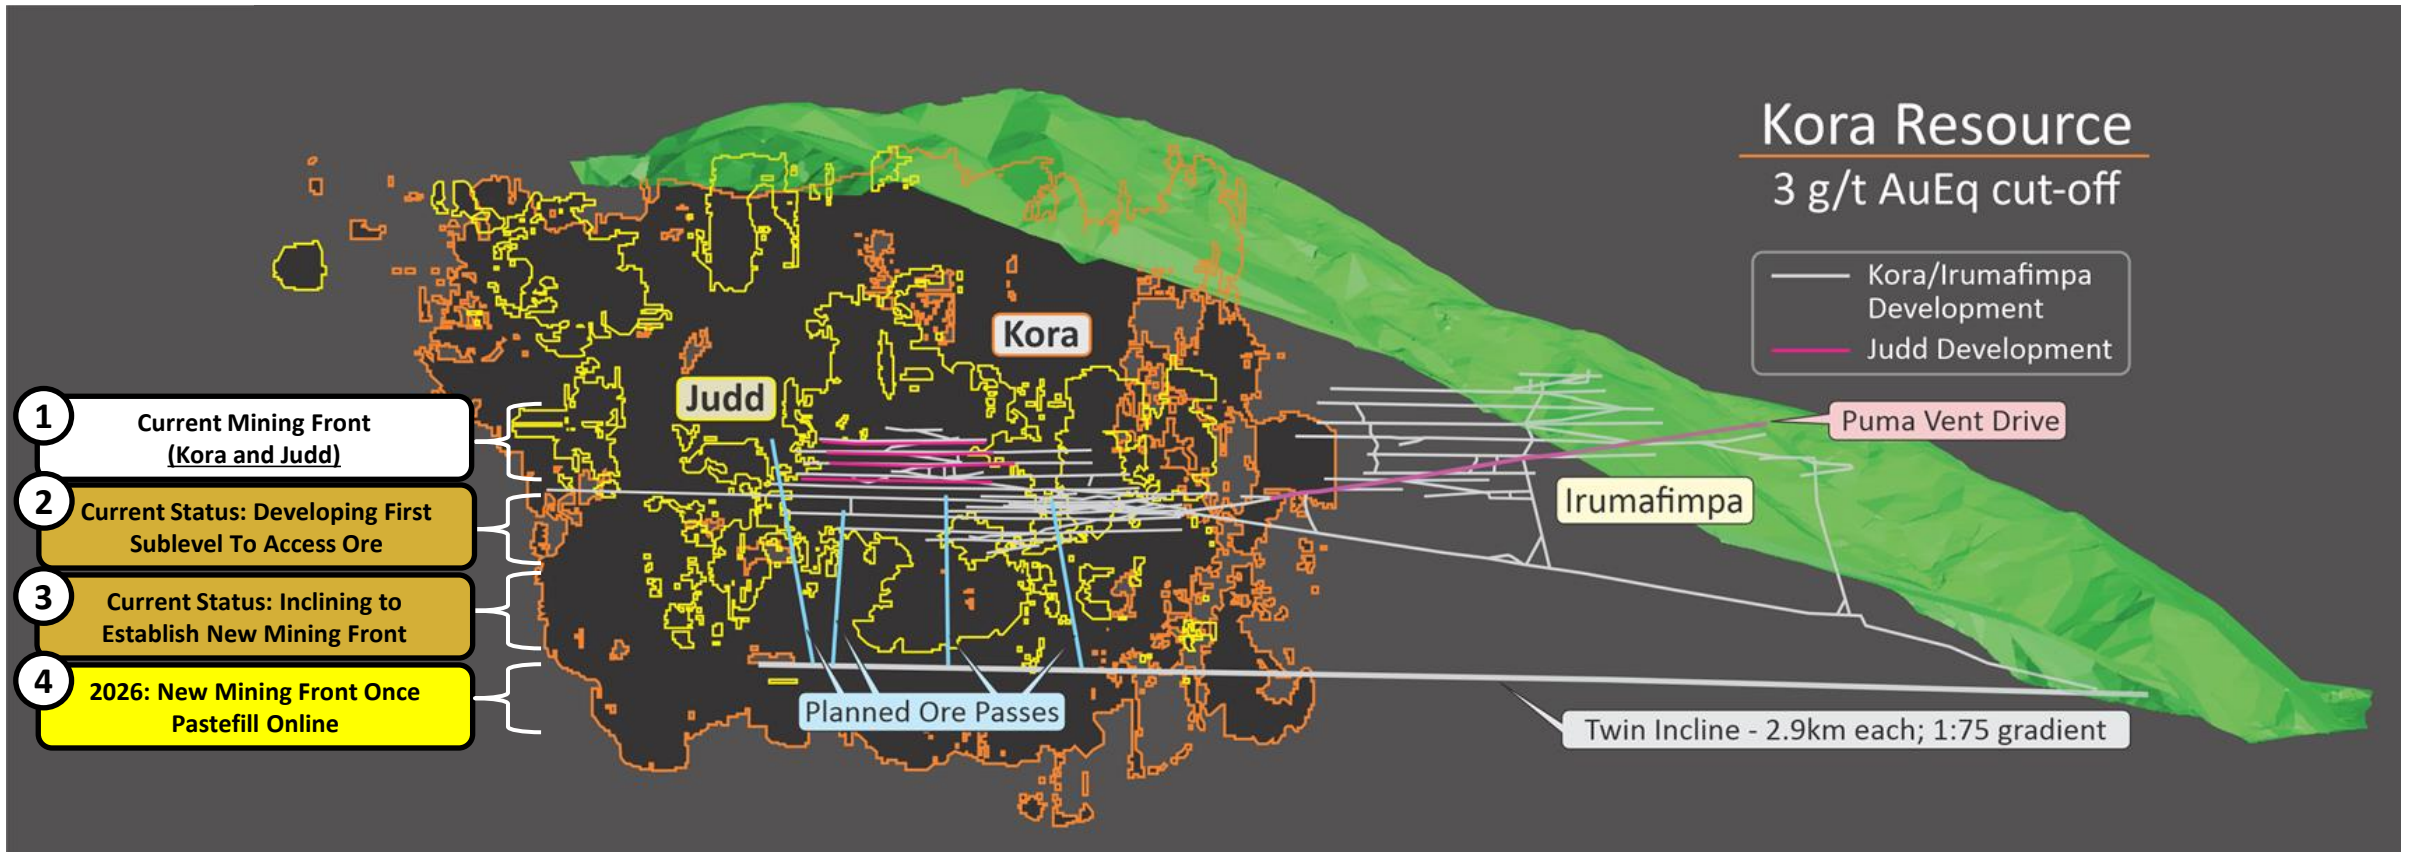 Kora Resource
3 g/t AuEq cut-off
Kora/Irumafimpa
Development
Judd Development
Kora
Judd
1
Current Mining Front
(Kora and Judd)
2
Current Status: Developing First
Sublevel To Access Ore
3
Current Status: Inclining to
Establish New Mining Front
4
2026: New Mining Front Once
Pastefill Online
Puma Vent Drive
Irumafimpa
Planned Ore Passes
Twin Incline - 2.9km each; 1:75 gradient